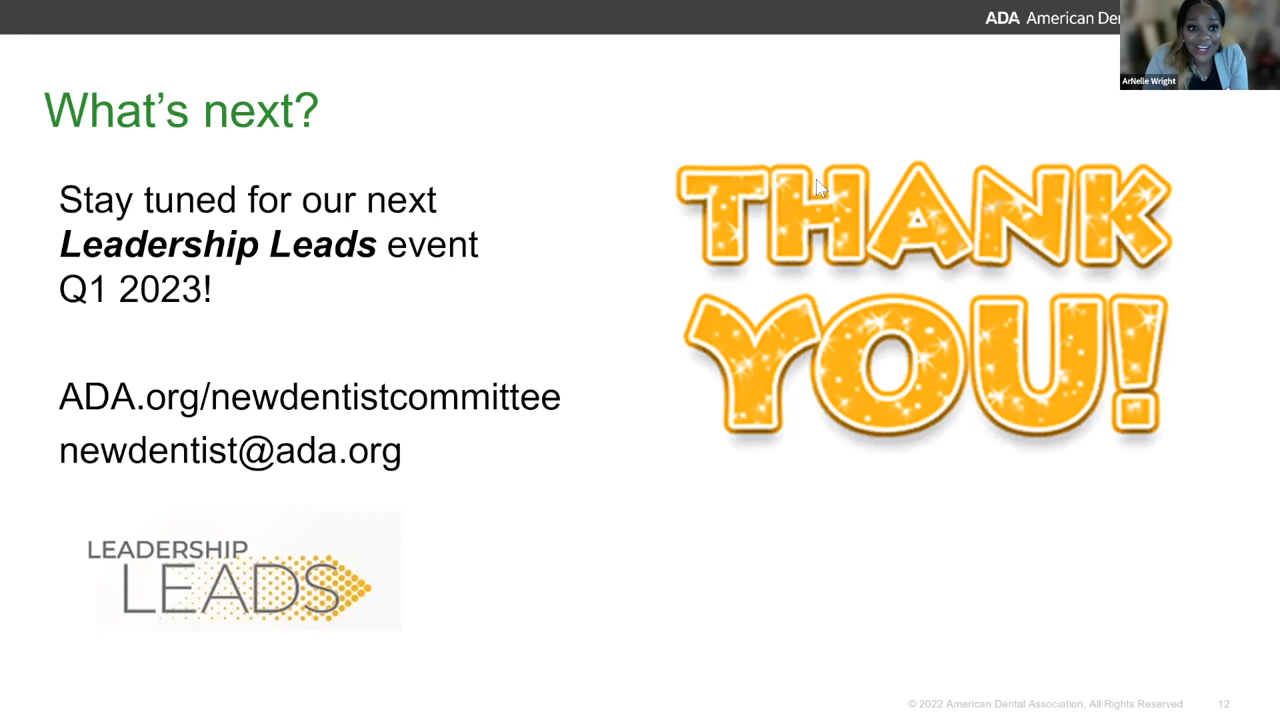 ADA American De
ArNelle Wright
What's next?
Stay tuned for our next
Leadership Leads event
Q1 2023!
ADA.org/newdentistcommittee
newdentist@ada.org
THANK
YOU!
LEADERSHIP
LEADS
© 2022 American Dental Association, All Rights Reserved 12